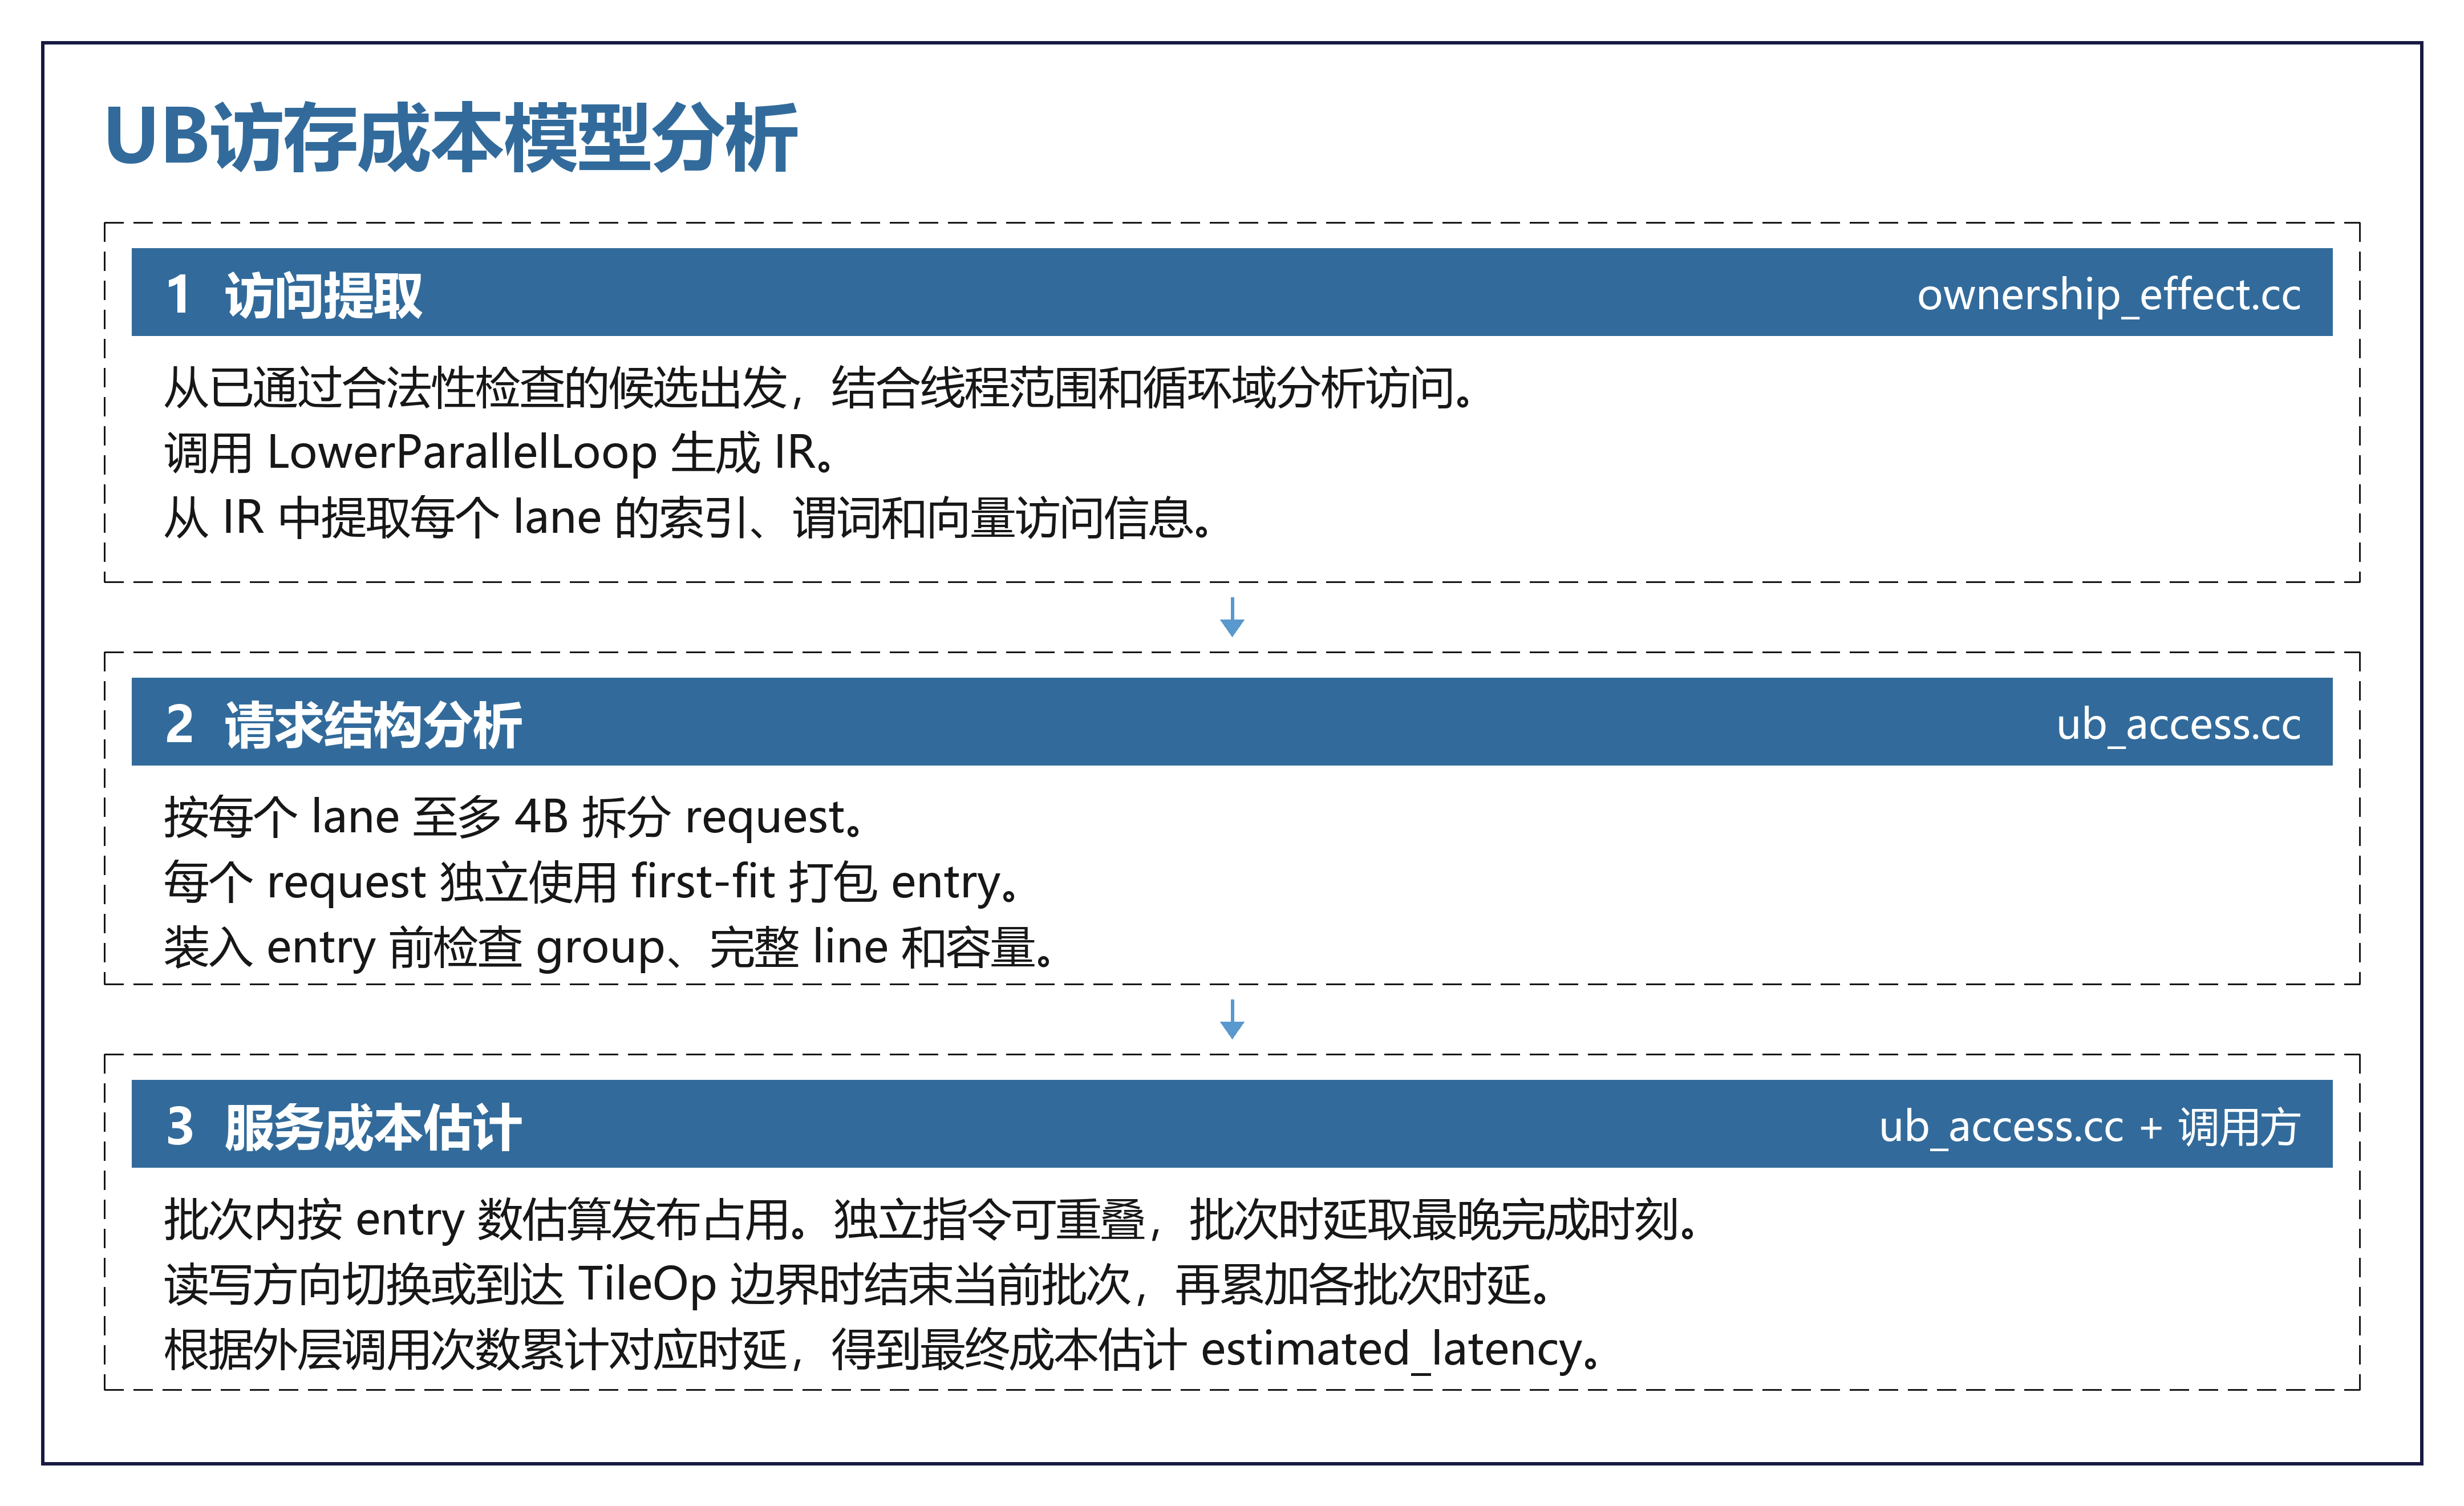 UB访存成本模型分析
1 访问提取 ownership_effect.cc
从已通过合法性检查的候选出发，结合线程范围和循环域分析访问。
调用 LowerParallelLoop 生成 IR。
从 IR 中提取每个 lane 的索引、谓词和向量访问信息。
2 请求结构分析 ub_access.cc
按每个 lane 至多 4B 拆分 request。
每个 request 独立使用 first-fit 打包 entry。
装入 entry 前检查 group、完整 line 和容量。
3 服务成本估计 ub_access.cc + 调用方
批次内按 entry 数估算发布占用。独立指令可重叠，批次时延取最晚完成时刻。
读写方向切换或到达 TileOp 边界时结束当前批次，再累加各批次时延。
根据外层调用次数累计对应时延，得到最终成本估计 estimated_latency。